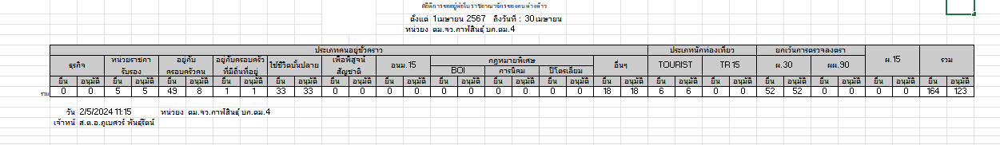 สถิติการขออยู่ต่อในราชอาณาจักรของคนต่างด้าว
ตั้งแต่ 1 เมษายน 2567 ถึงวันที่ : 30 เมษายน
หน่วยง ตม.จว.กาฬสินธุ์ บก.ตม.4
ประเภทคนอยู่ชั่วคราว ประเภทนักท่องเที่ยว ยกเว้นการตรวจลงตรา ผ.15 รวม
ธุรกิจ หน่วยราชกา รับรอง อยู่กับ ครอบครัวคน อยู่กับครอบครัว ที่มีถิ่นที่อยู่ ใช้ชีวิตบั้นปลาย เพื่อพิสูจน์ สัญชาติ อนม.15 กฎหมายพิเศษ อื่นๆ TOURIST TR 15 ผ.30 ผผ.90
BOI การนิคม ปิโตรเลียม
ยื่น อนุมัติ ยื่น อนุมัติ ยื่น อนุมัติ ยื่น อนุมัติ ยื่น อนุมัติ ยื่น อนุมัติ ยื่น อนุมัติ ยื่น อนุมัติ ยื่น อนุมัติ ยื่น อนุมัติ ยื่น อนุมัติ ยื่น อนุมัติ ยื่น อนุมัติ ยื่น อนุมัติ ยื่น อนุมัติ ยื่น อนุมัติ ยื่น อนุมัติ
รวม 0 0 5 5 49 8 1 1 33 33 0 0 0 0 0 0 0 0 0 0 18 18 6 6 0 0 52 52 0 0 0 0 164 123
วัน 2/5/2024 11:15 หน่วยง ตม.จว.กาฬสินธุ์ บก.ตม.4
เจ้าหน้ ส.ต.อ.ภูเบศวร์ พันธุรัตน์